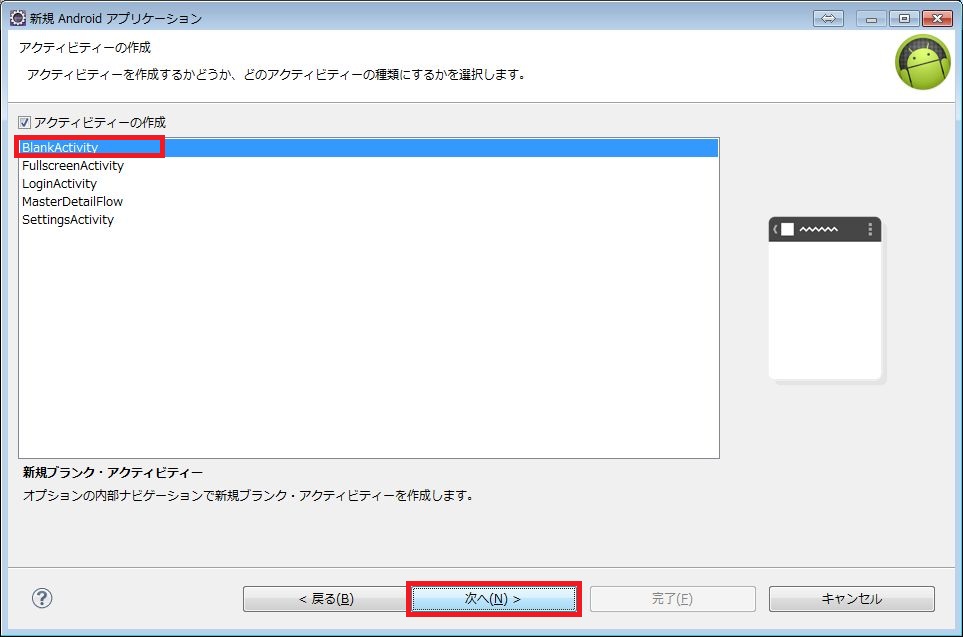 新規 Android アプリケーション
アクティビティーの作成
アクティビティーを作成するかどうか、どのアクティビティーの種類にするかを選択します。
アクティビティーの作成
BlankActivity
FullscreenActivity
LoginActivity
MasterDetailFlow
SettingsActivity
新規ブランク・アクティビティー
オプションの内部ナビゲーションで新規ブランク・アクティビティーを作成します。
? < 戻る(B) 次へ(N) > 完了(F) キャンセル